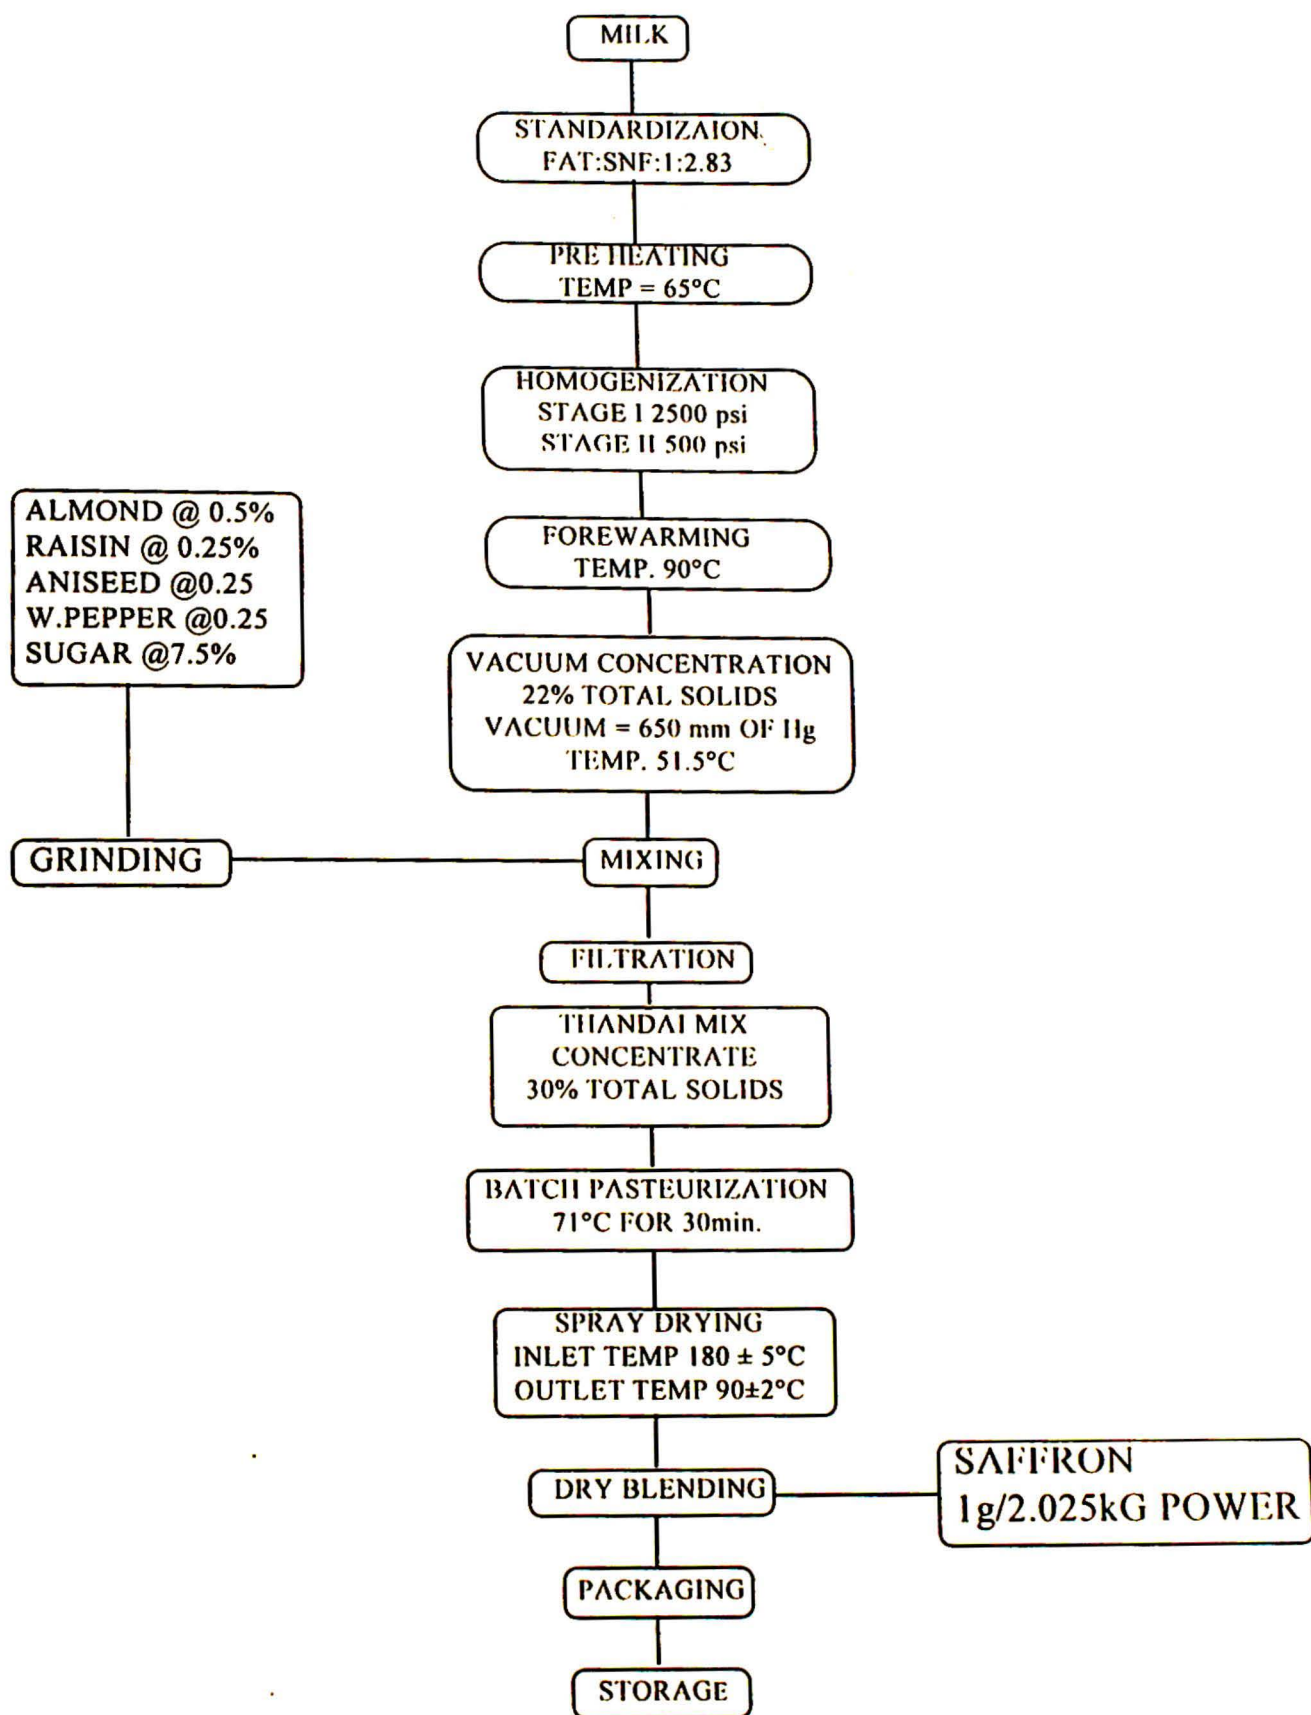 MILK
STANDARDIZAION
FAT:SNF:1:2.83
PRE HEATING
TEMP = 65°C
HOMOGENIZATION
STAGE I 2500 psi
STAGE II 500 psi
FOREWARMING
TEMP. 90°C
ALMOND @ 0.5%
RAISIN @ 0.25%
ANISEED @0.25
W.PEPPER @0.25
SUGAR @7.5%
VACUUM CONCENTRATION
22% TOTAL SOLIDS
VACUUM = 650 mm OF Hg
TEMP. 51.5°C
GRINDING
MIXING
FILTRATION
THANDAI MIX
CONCENTRATE
30% TOTAL SOLIDS
BATCH PASTEURIZATION
71°C FOR 30min.
SPRAY DRYING
INLET TEMP 180 ± 5°C
OUTLET TEMP 90±2°C
DRY BLENDING
SAFFRON
1g/2.025kG POWER
PACKAGING
STORAGE